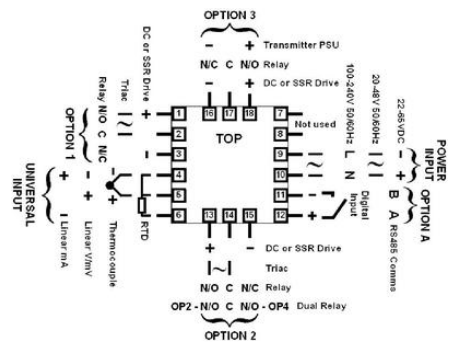 OPTION 3
− + Transmitter PSU
N/C C N/O Relay
− + DC or SSR Drive
16 17 18
TOP
1
2
3
4
5
6
7
8
9
10
11
12
13 14 15
DC or SSR Drive + −
Triac
Relay N/O C N/C
OPTION 1
UNIVERSAL INPUT
+ − Linear mA
− + Linear V/mV
− + Thermocouple
RTD
Not used
100-240V 50/60Hz L N
20-48V 50/60Hz
22-65VDC − +
POWER INPUT
− + Digital Input
B A RS485 Comms
OPTION A
+ − DC or SSR Drive
Triac
N/O C N/C Relay
OP2 - N/O C N/O - OP4 Dual Relay
OPTION 2